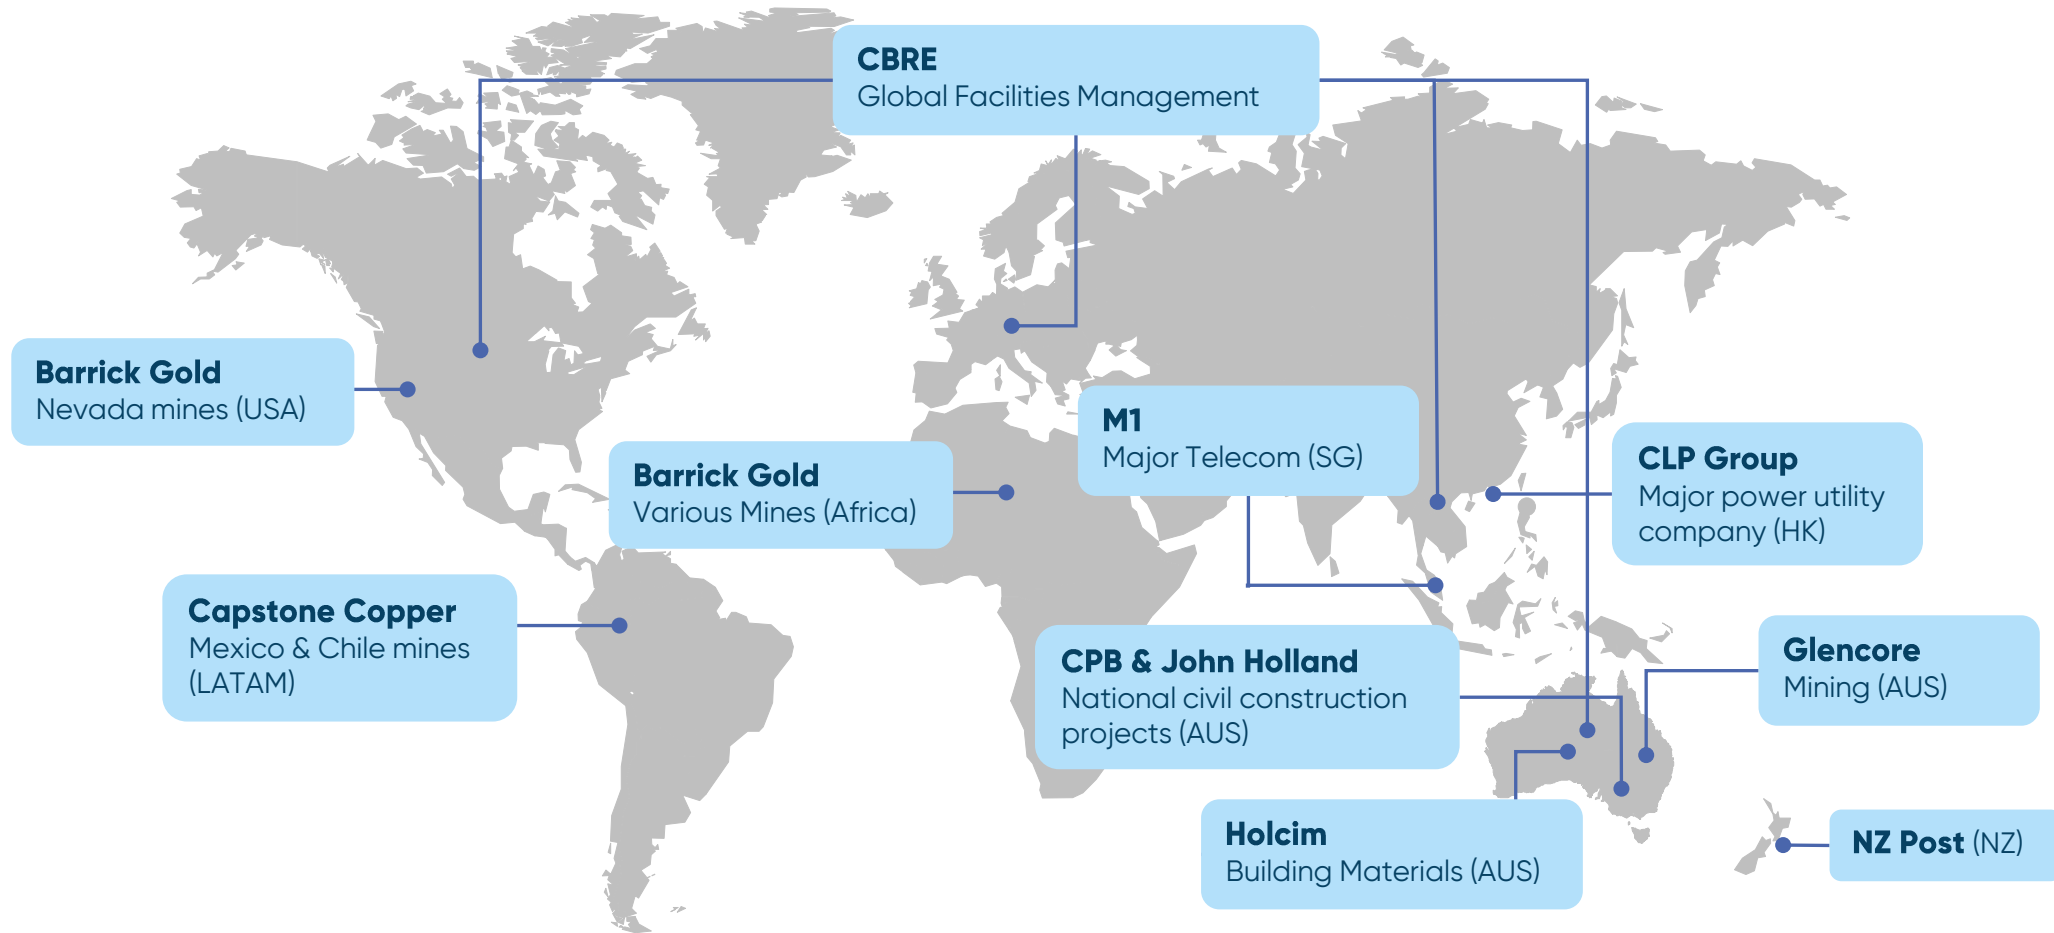 CBRE
Global Facilities Management
Barrick Gold
Nevada mines (USA)
Barrick Gold
Various Mines (Africa)
M1
Major Telecom (SG)
CLP Group
Major power utility
company (HK)
Capstone Copper
Mexico & Chile mines
(LATAM)
CPB & John Holland
National civil construction
projects (AUS)
Glencore
Mining (AUS)
Holcim
Building Materials (AUS)
NZ Post (NZ)